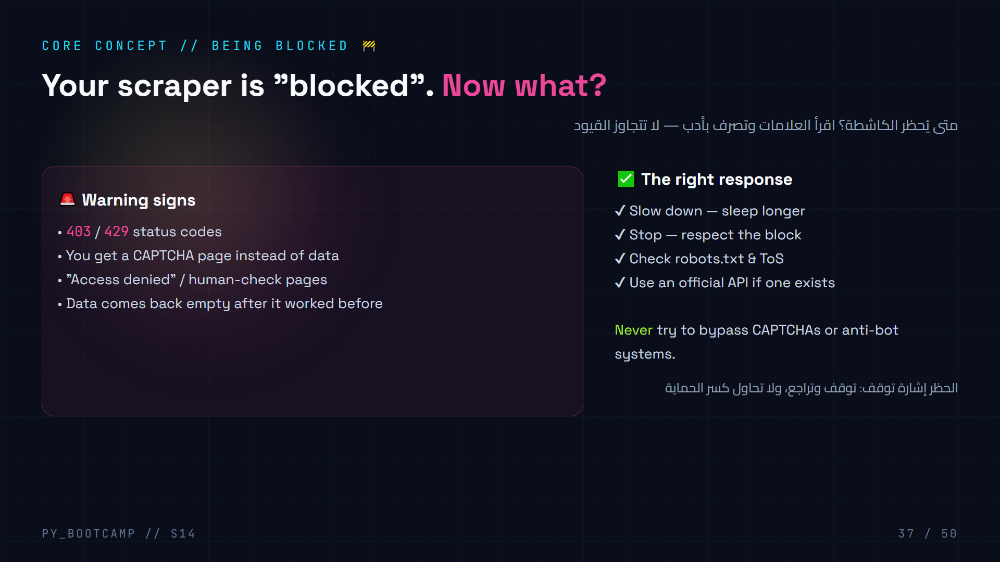 CORE CONCEPT // BEING BLOCKED 🚧
Your scraper is ”blocked”. Now what?
متى يُحظر الكاشطة؟ اقرأ العلامات وتصرف بأدب — لا تتجاوز القيود
🚨 Warning signs
• 403 / 429 status codes
• You get a CAPTCHA page instead of data
• ”Access denied” / human-check pages
• Data comes back empty after it worked before
✅ The right response
✓ Slow down — sleep longer
✓ Stop — respect the block
✓ Check robots.txt & ToS
✓ Use an official API if one exists
Never try to bypass CAPTCHAs or anti-bot
systems.
الحظر إشارة توقف: توقف وتراجع، ولا تحاول كسر الحماية
PY_BOOTCAMP // S14
37 / 50